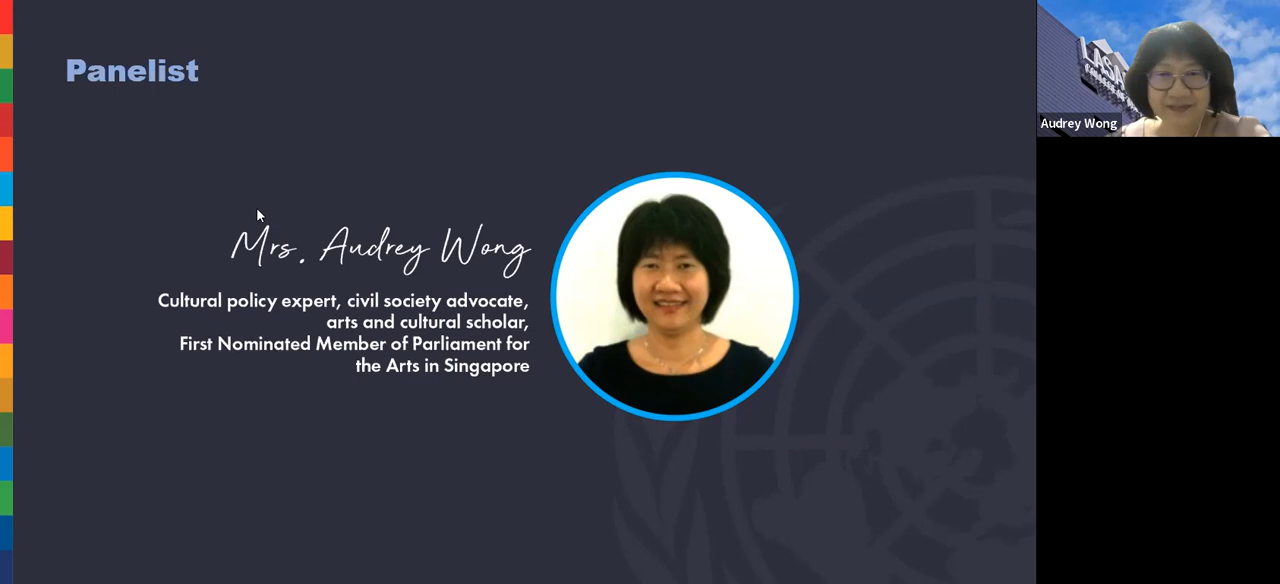 Panelist
Mrs. Audrey Wong
Cultural policy expert, civil society advocate,
arts and cultural scholar,
First Nominated Member of Parliament for
the Arts in Singapore
LASA
Audrey Wong